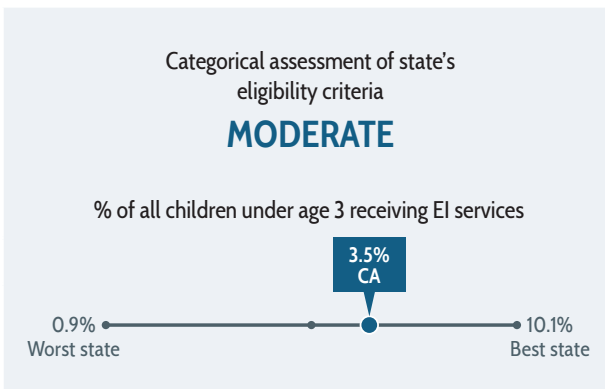 Categorical assessment of state's
eligibility criteria
MODERATE
% of all children under age 3 receiving EI services
3.5%
CA
0.9%
10.1%
Worst state
Best state